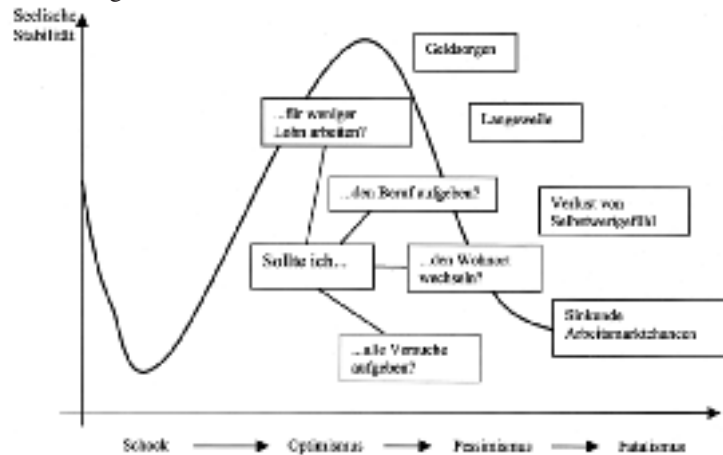 Seelische
Stabilität
Geldsorgen
...für weniger
Lohn arbeiten?
Langeweile
...den Beruf aufgeben?
Verlust von
Selbstwertgefühl
Sollte ich...
...den Wohnort
wechseln?
Sinkende
Arbeitsmarktchancen
...alle Versuche
aufgeben?
Schock
Optimismus
Pessimismus
Fatalismus